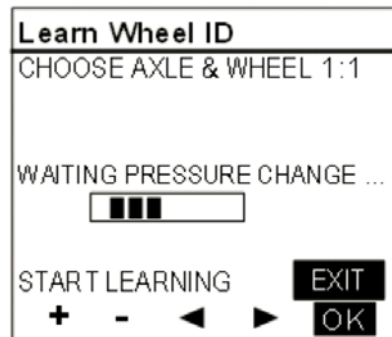 Learn Wheel ID
CHOOSE AXLE & WHEEL 1:1
WAITING PRESSURE CHANGE ...
START LEARNING EXIT
+ - ◄ ► OK